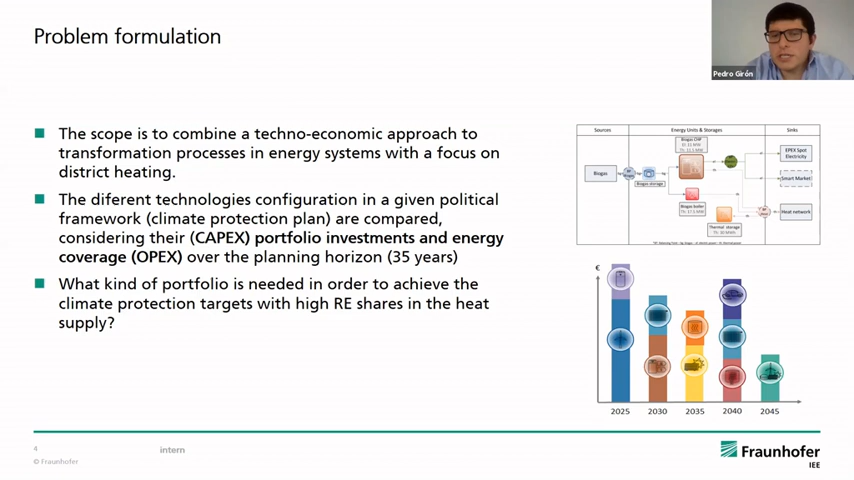 Problem formulation
Pedro Girón
The scope is to combine a techno-economic approach to
transformation processes in energy systems with a focus on
district heating.
The diferent technologies configuration in a given political
framework (climate protection plan) are compared,
considering their (CAPEX) portfolio investments and energy
coverage (OPEX) over the planning horizon (35 years)
What kind of portfolio is needed in order to achieve the
climate protection targets with high RE shares in the heat
supply?
Sources
Energy Units & Storages
Sinks
Biogas CHP
Biogas
Biogas storage
EPEX Spot
Electricity
Smart Market
Biogas boiler
Heat network
Thermal storage
€
2025
2030
2035
2040
2045
4
intern
© Fraunhofer
Fraunhofer
IEE